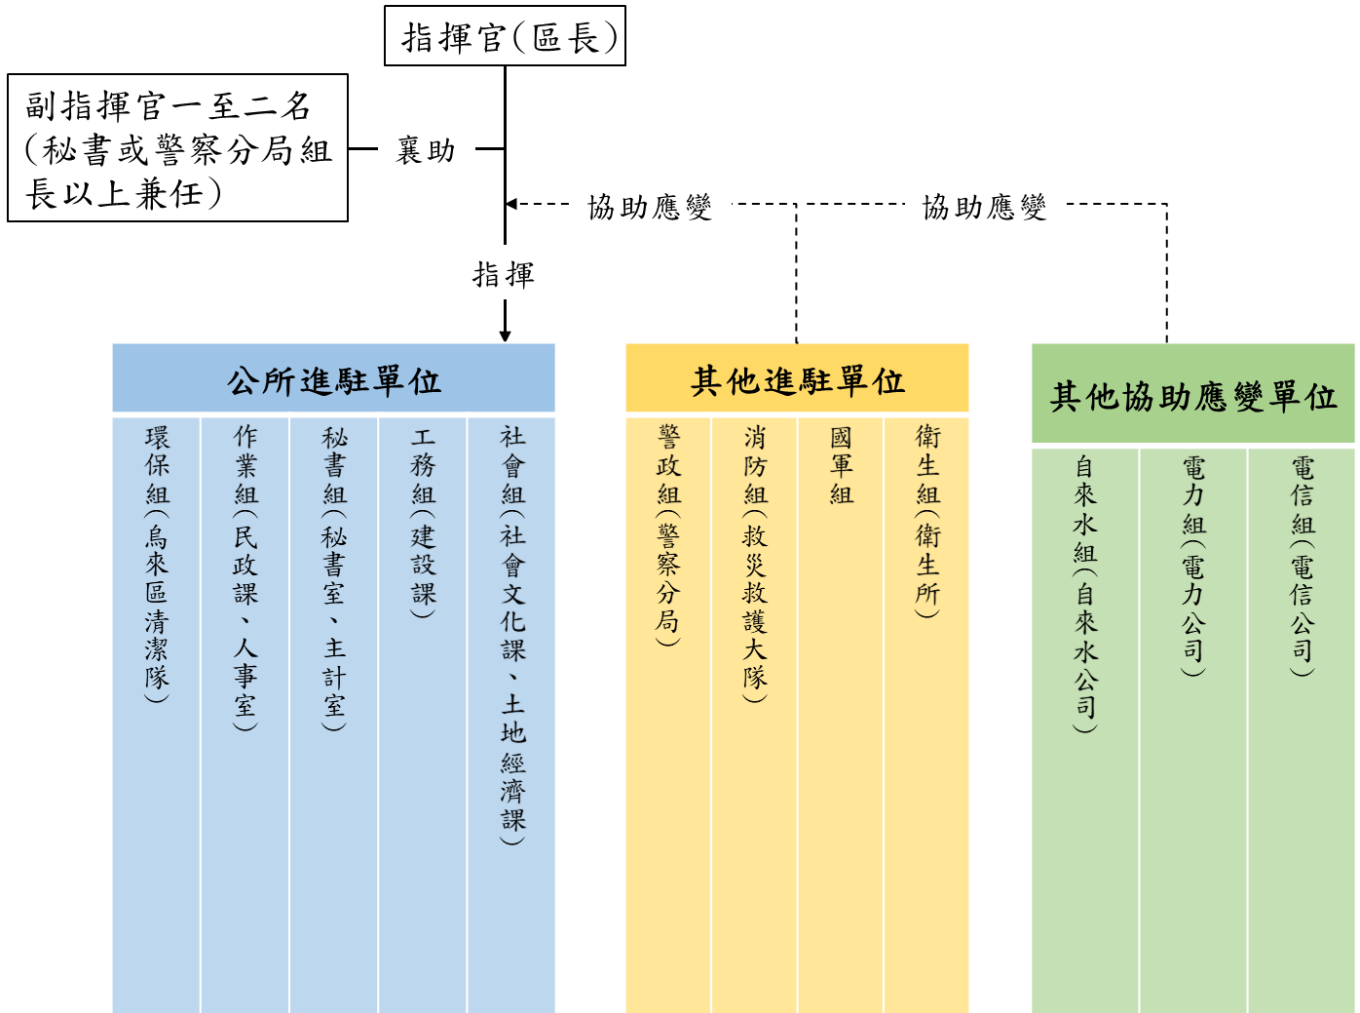 指揮官(區長)
副指揮官一至二名
(秘書或警察分局組
長以上兼任)
襄助
協助應變
協助應變
指揮
公所進駐單位
環保組(烏來區清潔隊)
作業組(民政課、人事室)
秘書組(秘書室、主計室)
工務組(建設課)
社會組(社會文化課、土地經濟課)
其他進駐單位
警政組(警察分局)
消防組(救災救護大隊)
國軍組
衛生組(衛生所)
其他協助應變單位
自來水組(自來水公司)
電力組(電力公司)
電信組(電信公司)